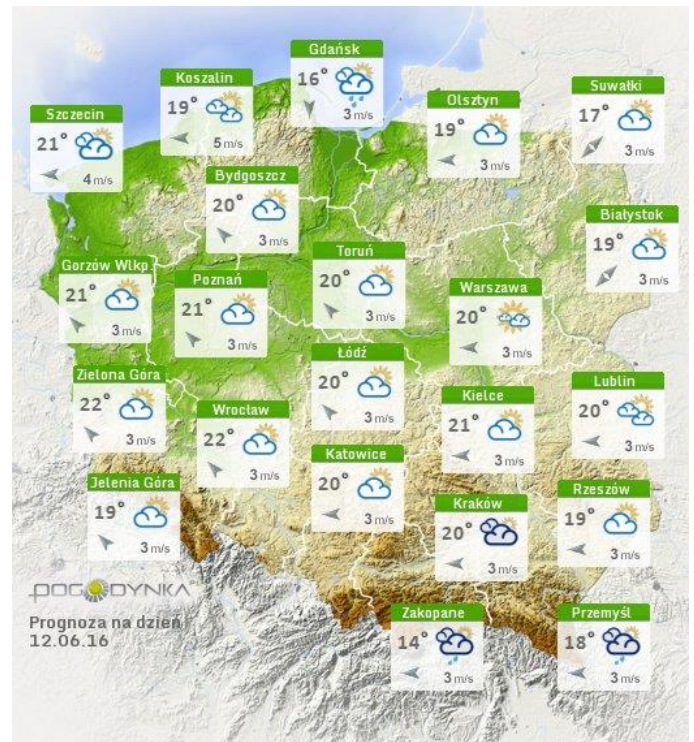 Gdańsk
16°
3 m/s
Koszalin
19°
5 m/s
Suwałki
17°
3 m/s
Olsztyn
19°
3 m/s
Szczecin
21°
4 m/s
Bydgoszcz
20°
3 m/s
Białystok
19°
3 m/s
Toruń
20°
3 m/s
Gorzów Wlkp
21°
3 m/s
Poznań
21°
3 m/s
Warszawa
20°
3 m/s
Łódź
20°
3 m/s
Zielona Góra
22°
3 m/s
Lublin
20°
3 m/s
Kielce
21°
3 m/s
Wrocław
22°
3 m/s
Katowice
20°
3 m/s
Jelenia Góra
19°
3 m/s
Rzeszów
19°
3 m/s
Kraków
20°
3 m/s
POGODYNKA
Prognoza na dzień
12.06.16
Zakopane
14°
3 m/s
Przemyśl
18°
3 m/s